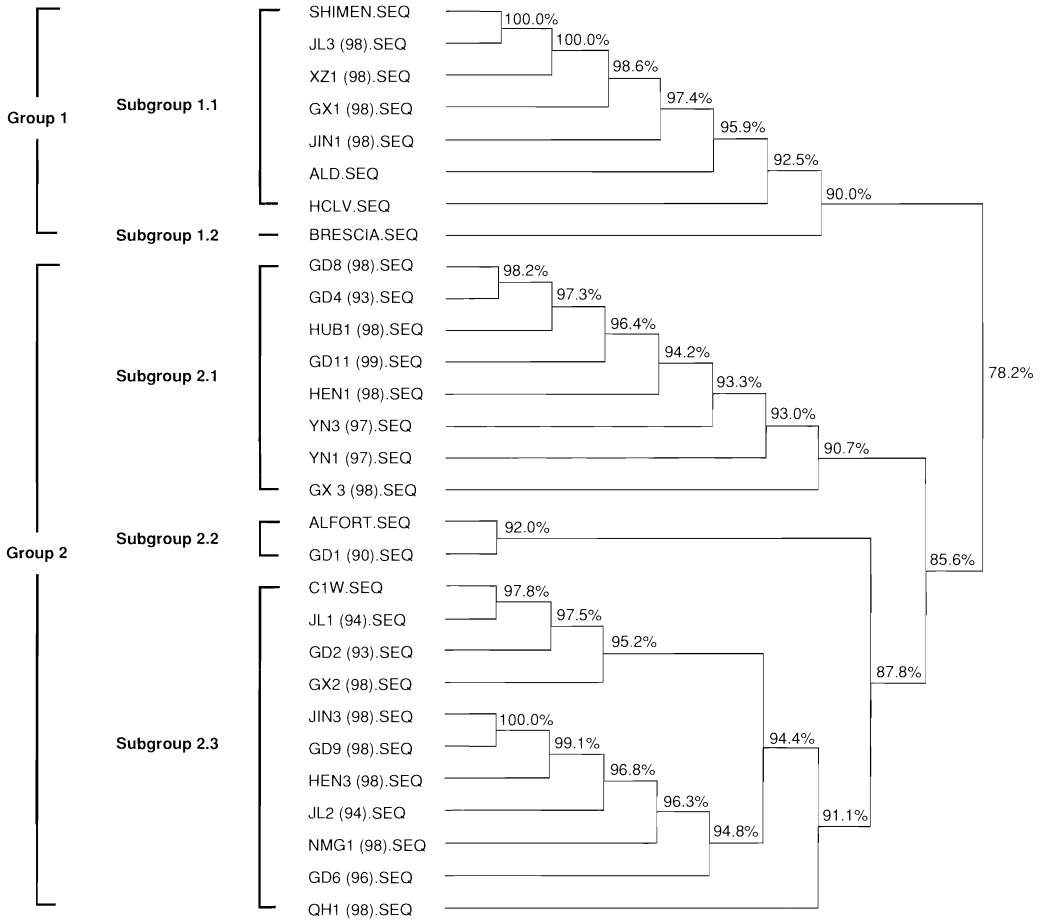 SHIMEN.SEQ
100.0%
JL3 (98).SEQ
100.0%
XZ1 (98).SEQ
98.6%
Subgroup 1.1
GX1 (98).SEQ
97.4%
Group 1
JIN1 (98).SEQ
95.9%
ALD.SEQ
92.5%
HCLV.SEQ
90.0%
Subgroup 1.2
BRESCIA.SEQ
GD8 (98).SEQ
98.2%
GD4 (93).SEQ
97.3%
HUB1 (98).SEQ
96.4%
GD11 (99).SEQ
94.2%
78.2%
Subgroup 2.1
HEN1 (98).SEQ
93.3%
YN3 (97).SEQ
93.0%
YN1 (97).SEQ
90.7%
GX 3 (98).SEQ
ALFORT.SEQ
92.0%
Subgroup 2.2
Group 2
GD1 (90).SEQ
85.6%
C1W.SEQ
97.8%
JL1 (94).SEQ
97.5%
GD2 (93).SEQ
95.2%
GX2 (98).SEQ
87.8%
JIN3 (98).SEQ
100.0%
Subgroup 2.3
GD9 (98).SEQ
99.1%
94.4%
HEN3 (98).SEQ
96.8%
JL2 (94).SEQ
96.3%
91.1%
NMG1 (98).SEQ
94.8%
GD6 (96).SEQ
QH1 (98).SEQ